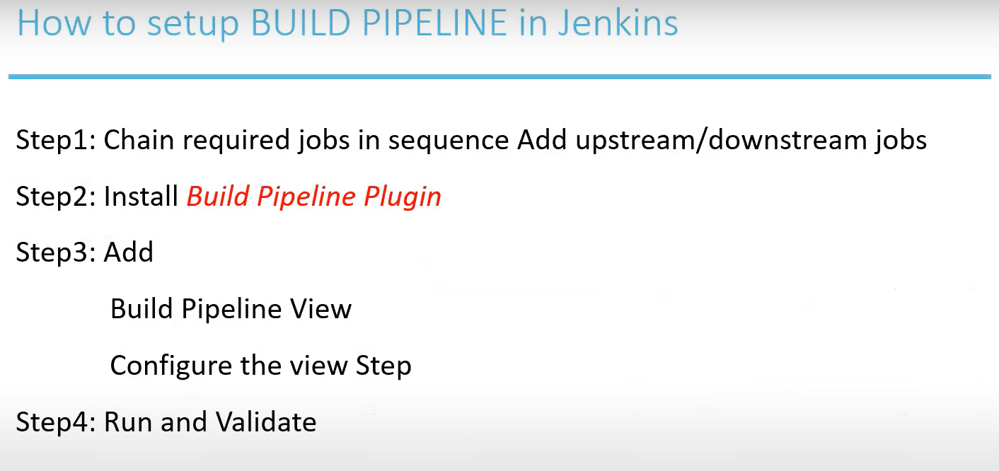 How to setup BUILD PIPELINE in Jenkins
Step1: Chain required jobs in sequence Add upstream/downstream jobs
Step2: Install Build Pipeline Plugin
Step3: Add
Build Pipeline View
Configure the view Step
Step4: Run and Validate